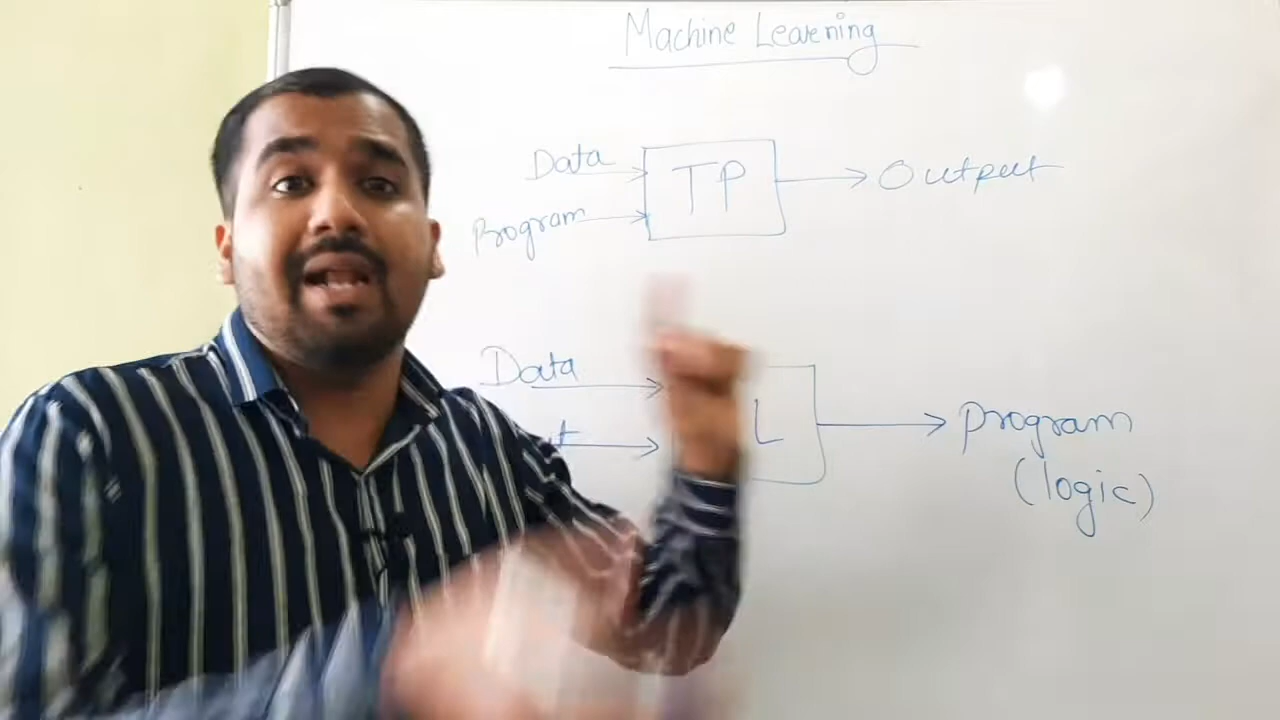 Machine Learning
Data
TP
Output
Program
Data
L
program
(logic)